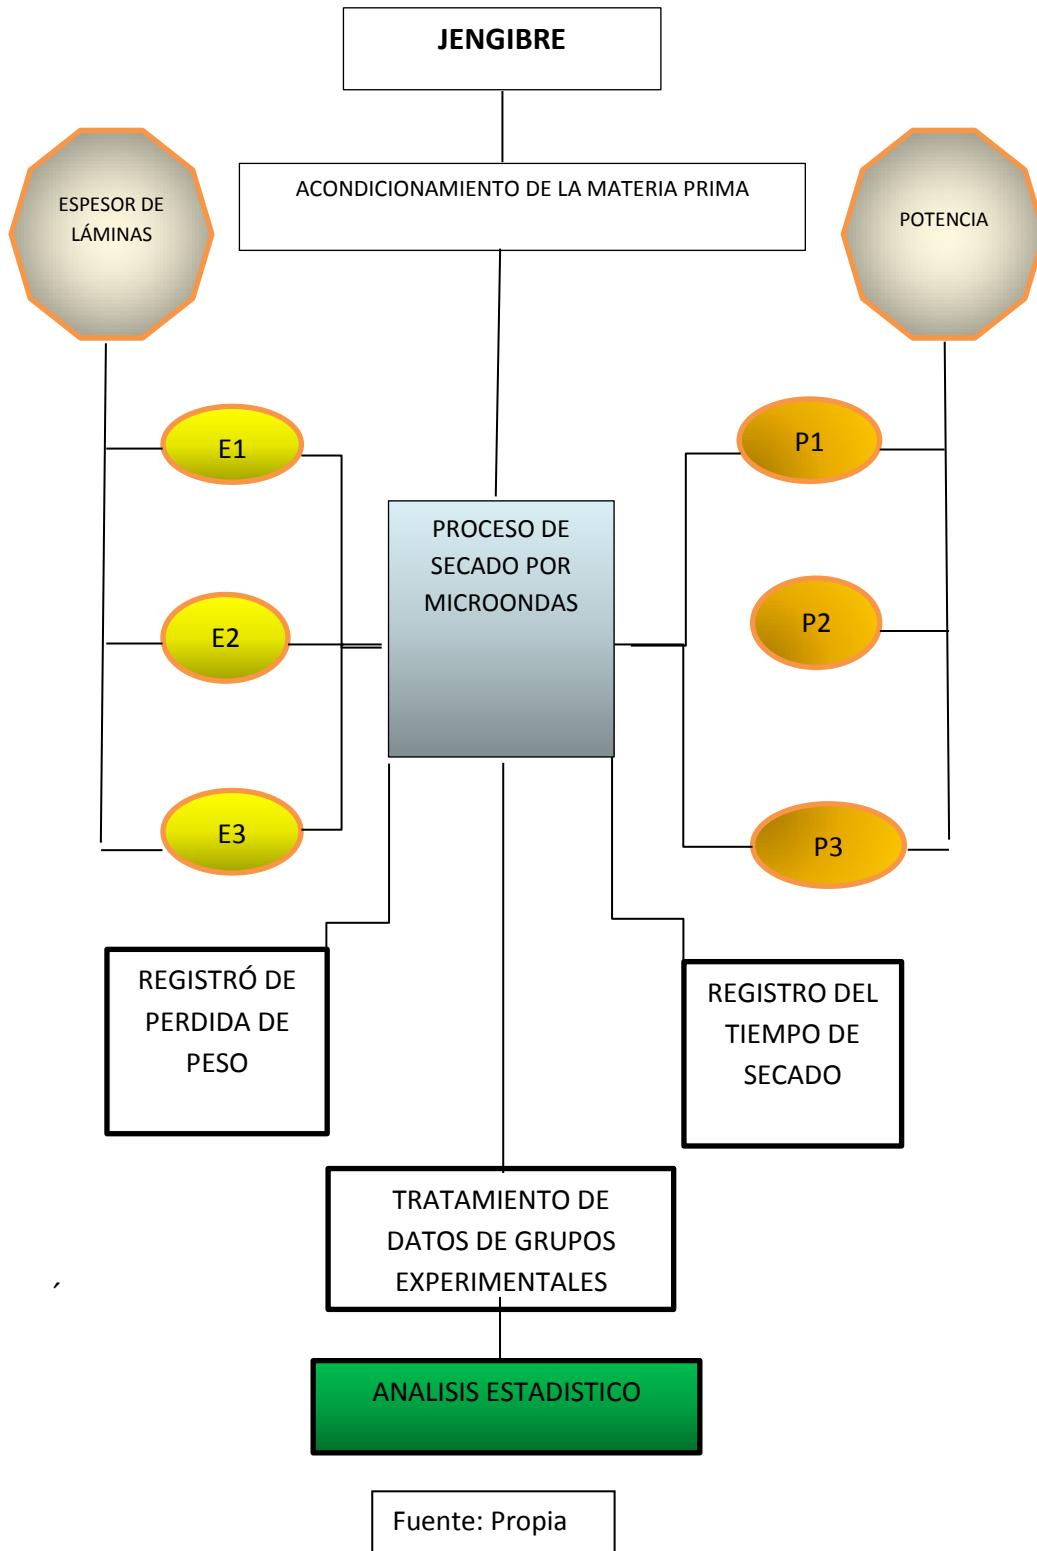 JENGIBRE
ACONDICIONAMIENTO DE LA MATERIA PRIMA
ESPESOR DE
LÁMINAS
POTENCIA
E1
P1
PROCESO DE
SECADO POR
MICROONDAS
E2
P2
E3
P3
REGISTRÓ DE
PERDIDA DE
PESO
REGISTRO DEL
TIEMPO DE
SECADO
TRATAMIENTO DE
DATOS DE GRUPOS
EXPERIMENTALES
´
ANALISIS ESTADISTICO
Fuente: Propia